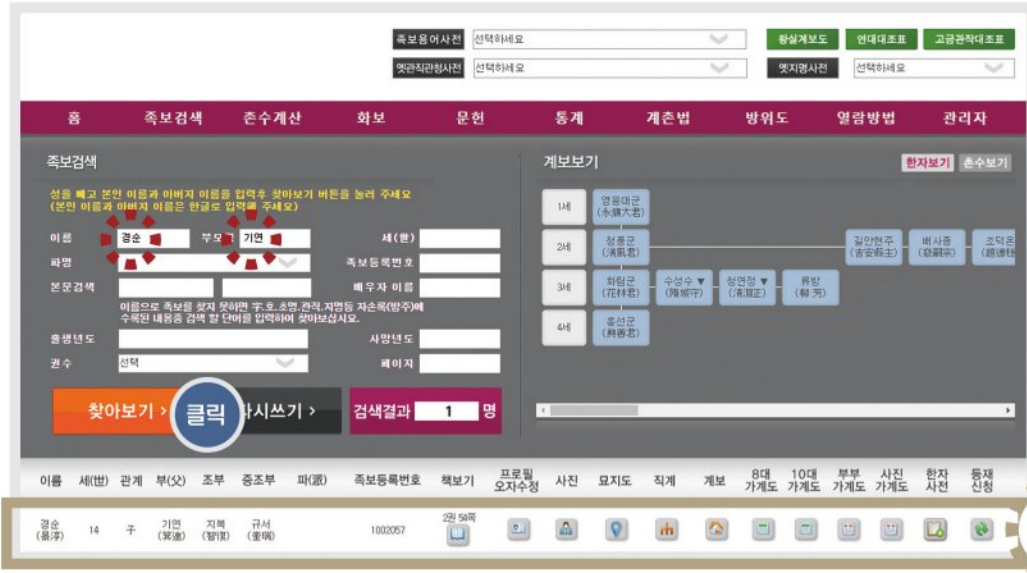 족보용어사전 선택하세요 황실계보도 연대대조표 고금관작대조표
옛관직관청사전 선택하세요 옛지명사전 선택하세요
홈 족보검색 촌수계산 화보 문헌 통계 계촌법 방위도 열람방법 관리자
족보검색
성을 빼고 본인 이름과 아버지 이름을 입력후 찾아보기 버튼을 눌러 주세요
(본인 이름과 아버지 이름은 한글로 입력해 주세요)
이름 경순 기연 세(世)
파명 족보등록번호
본문검색 배우자 이름
이름으로 족보를 찾지 못하면 字.호.초명.관직.지명등 자손록(방주)에
수록된 내용중 검색 할 단어를 입력하여 찾아보십시요.
출생년도 사망년도
권수 선택 페이지
찾아보기 › 클릭 다시쓰기 › 검색결과 1 명
계보보기 한자보기 촌수보기
1세 영응대군
(永膺大君)
2세 청풍군 길안현주 배사종 조덕온
(淸風君) (吉安縣主)
3세 화림군 수성수 ▼ 청연정 ▼ 류방
(花林君) (隋城守) (柳 芳)
4세 흥선군
(興善君)
이름 세(世) 관계 부(父) 조부 증조부 파(派) 족보등록번호 책보기 프로필 오자수정 사진 묘지도 직계 계보 8대 가계도 10대 가계도 부부 가계도 사진 가계도 한자 사전 등재 신청
경순 14 子 기연 지복 규서 1002057 2권 54쪽
(景淳) (箕淵) (智復) (奎瑞)